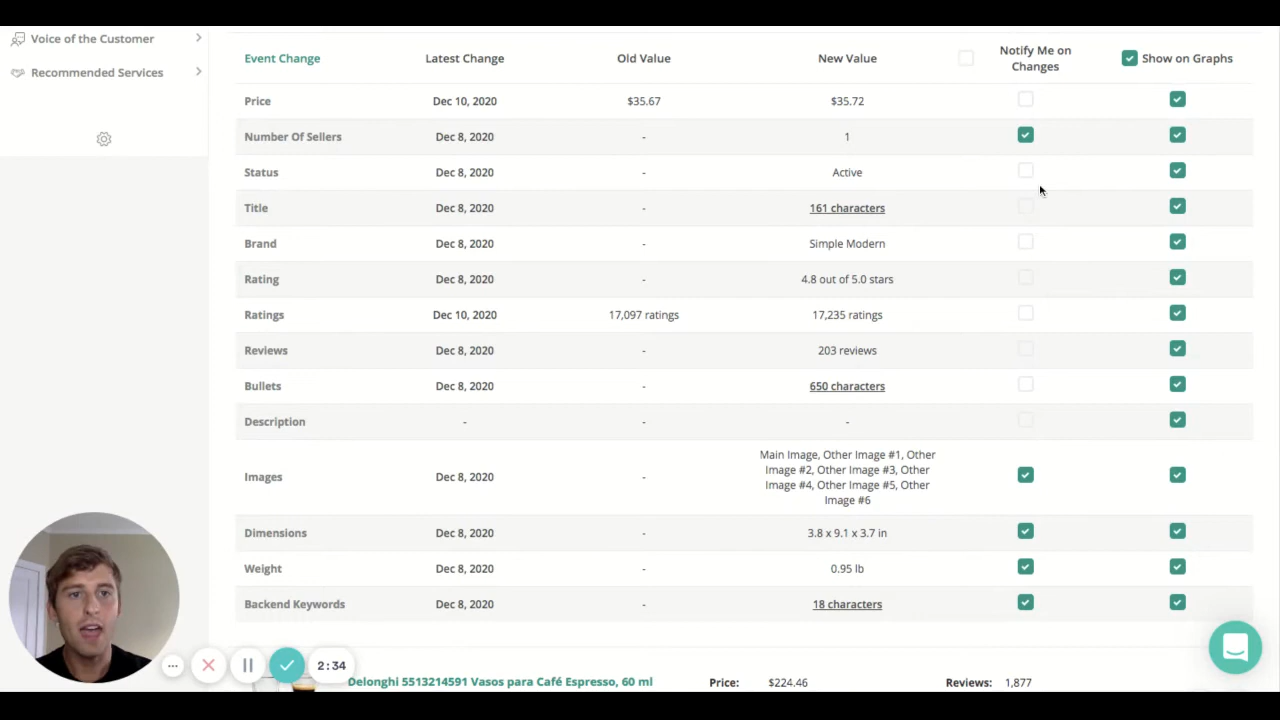 Voice of the Customer
Recommended Services
Event Change Latest Change Old Value New Value Notify Me on Changes Show on Graphs
Price Dec 10, 2020 $35.67 $35.72
Number Of Sellers Dec 8, 2020 - 1
Status Dec 8, 2020 - Active
Title Dec 8, 2020 - 161 characters
Brand Dec 8, 2020 - Simple Modern
Rating Dec 8, 2020 - 4.8 out of 5.0 stars
Ratings Dec 10, 2020 17,097 ratings 17,235 ratings
Reviews Dec 8, 2020 - 203 reviews
Bullets Dec 8, 2020 - 650 characters
Description - - -
Images Dec 8, 2020 - Main Image, Other Image #1, Other
Image #2, Other Image #3, Other
Image #4, Other Image #5, Other
Image #6
Dimensions Dec 8, 2020 - 3.8 x 9.1 x 3.7 in
Weight Dec 8, 2020 - 0.95 lb
Backend Keywords Dec 8, 2020 - 18 characters
2:34
Delonghi 5513214591 Vasos para Café Espresso, 60 ml Price: $224.46 Reviews: 1,877